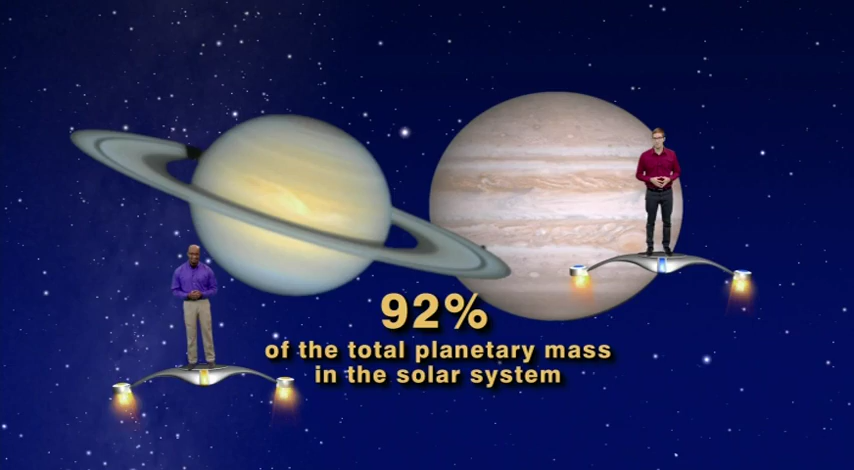 92%
of the total planetary mass
in the solar system